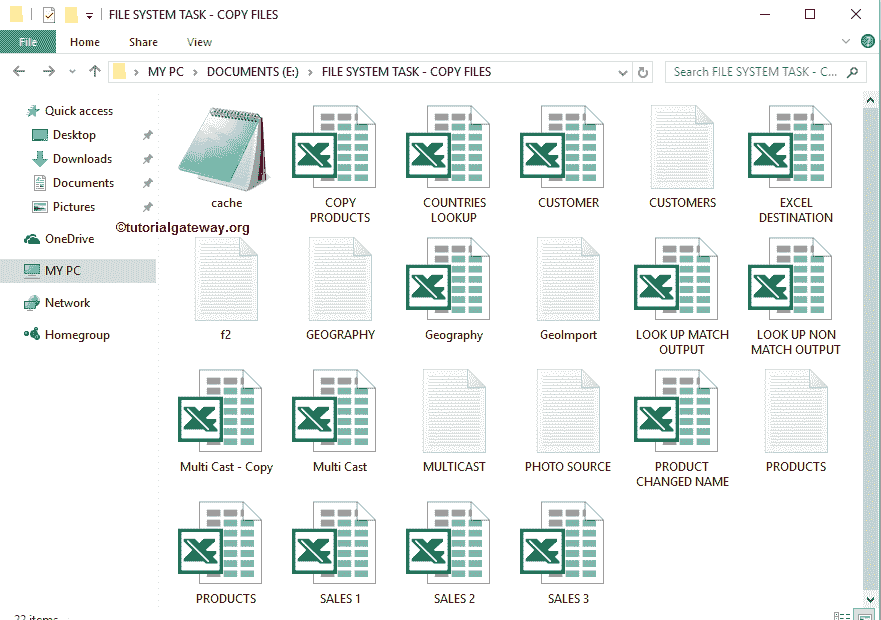 FILE SYSTEM TASK - COPY FILES
File Home Share View
MY PC DOCUMENTS (E:) FILE SYSTEM TASK - COPY FILES
Search FILE SYSTEM TASK - C...
Quick access
Desktop
Downloads
Documents
Pictures
OneDrive
MY PC
Network
Homegroup
©tutorialgateway.org
cache
COPY
PRODUCTS
COUNTRIES
LOOKUP
CUSTOMER
CUSTOMERS
EXCEL
DESTINATION
f2
GEOGRAPHY
Geography
GeoImport
LOOK UP MATCH
OUTPUT
LOOK UP NON
MATCH OUTPUT
Multi Cast - Copy
Multi Cast
MULTICAST
PHOTO SOURCE
PRODUCT
CHANGED NAME
PRODUCTS
PRODUCTS
SALES 1
SALES 2
SALES 3
22 items